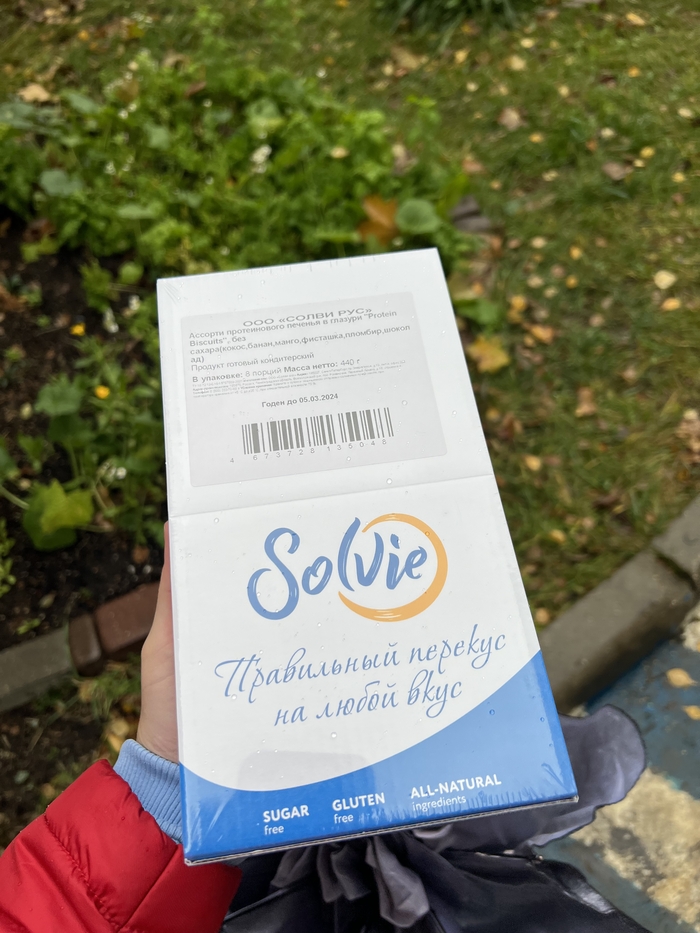 ООО «СОЛВИ РУС»
Ассорти протеинового печенья в глазури "Protein
Biscuits", без
сахара(кокос,банан,манго,фисташка,пломбир,шокол
ад)
Продукт готовый кондитерский
В упаковке: 8 порций Масса нетто: 440 г
Годен до 05.03.2024
4 673728 135048
Solvie
Правильный перекус
на любой вкус
SUGAR
free
GLUTEN
free
ALL-NATURAL
ingredients